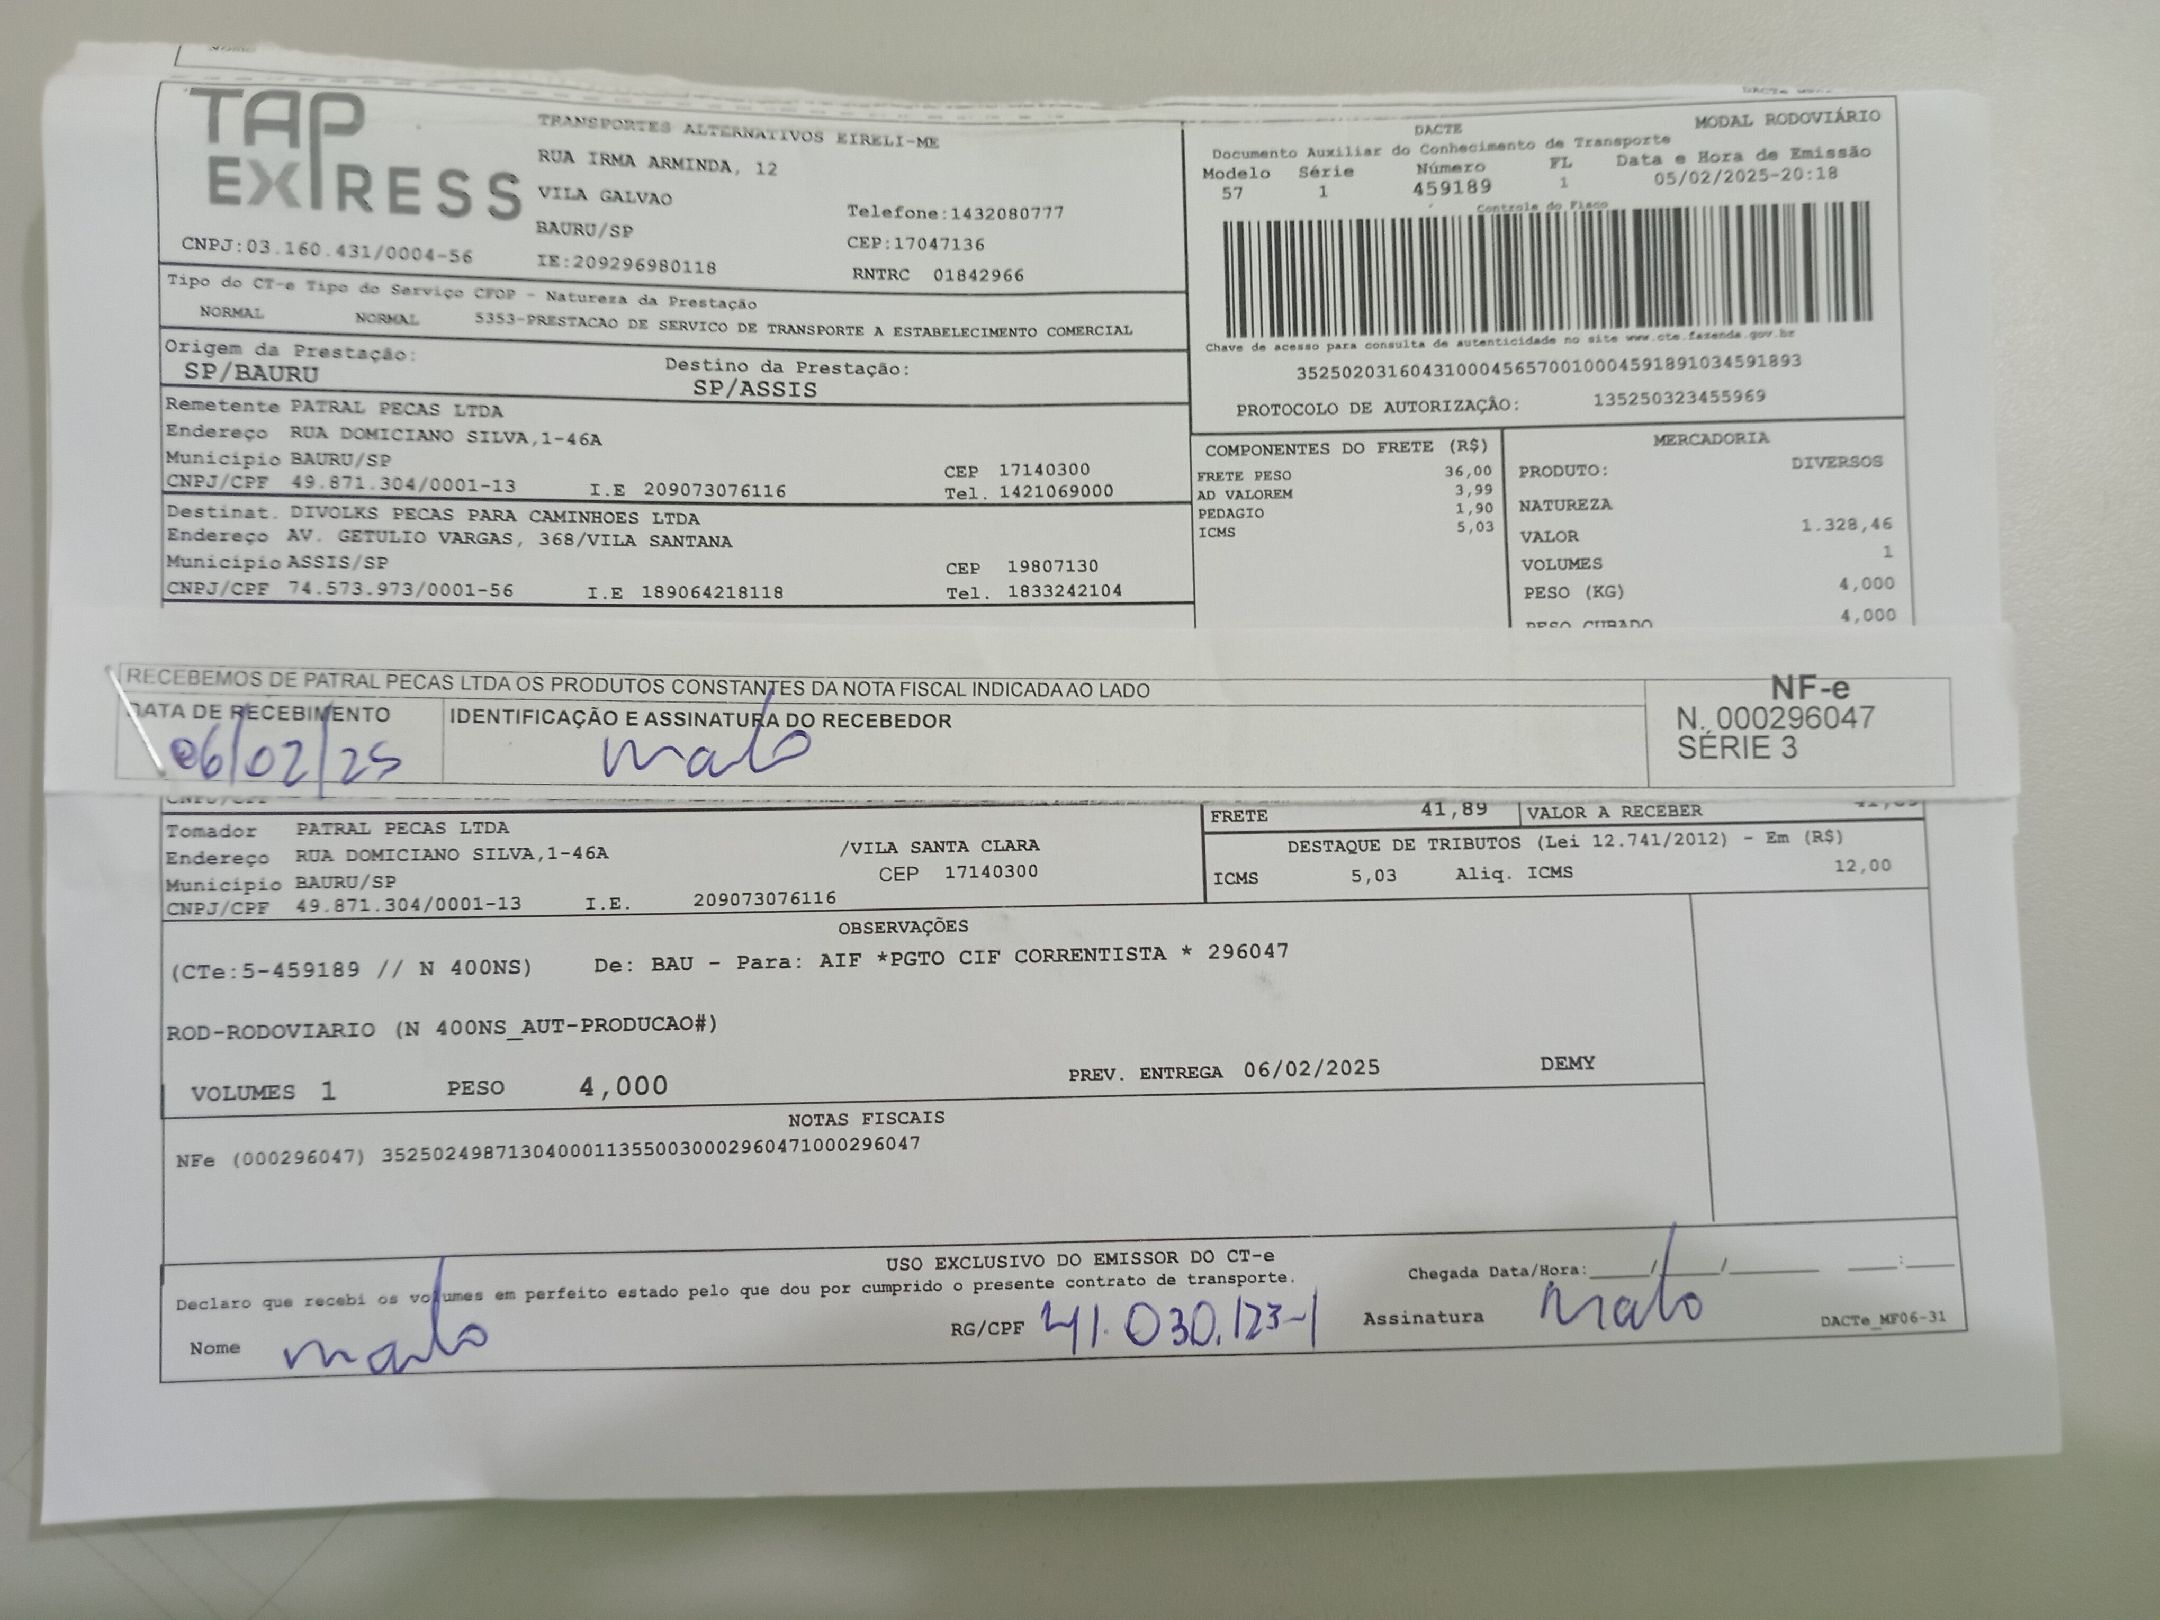 TAP EXPRESS
TRANSPORTES ALTERNATIVOS EIRELI-ME
RUA IRMA ARMINDA, 12
VILA GALVAO
BAURU/SP
Telefone:1432080777
CEP:17047136
CNPJ:03.160.431/0004-56
IE:209296980118
RNTRC 01842966
MODAL RODOVIÁRIO
DACTE
Documento Auxiliar do Conhecimento de Transporte
Modelo Série Número FL Data e Hora de Emissão
57 1 459189 1 05/02/2025-20:18
Controle do Fisco
Chave de acesso para consulta de autenticidade no site www.cte.fazenda.gov.br
35250203160431000456570010004591891034591893
PROTOCOLO DE AUTORIZAÇÃO: 135250323455969
Tipo do CT-e Tipo do Serviço CFOP - Natureza da Prestação
NORMAL NORMAL 5353-PRESTACAO DE SERVICO DE TRANSPORTE A ESTABELECIMENTO COMERCIAL
Origem da Prestação: Destino da Prestação:
SP/BAURU SP/ASSIS
Remetente PATRAL PECAS LTDA
Endereço RUA DOMICIANO SILVA,1-46A
Município BAURU/SP CEP 17140300
CNPJ/CPF 49.871.304/0001-13 I.E 209073076116 Tel. 1421069000
Destinat. DIVOLKS PECAS PARA CAMINHOES LTDA
Endereço AV. GETULIO VARGAS, 368/VILA SANTANA
Município ASSIS/SP CEP 19807130
CNPJ/CPF 74.573.973/0001-56 I.E 189064218118 Tel. 1833242104
COMPONENTES DO FRETE (R$)
FRETE PESO 36,00
AD VALOREM 3,99
PEDAGIO 1,90
ICMS 5,03
MERCADORIA
PRODUTO: DIVERSOS
NATUREZA
VALOR 1.328,46
VOLUMES 1
PESO (KG) 4,000
PESO CUBADO 4,000
RECEBEMOS DE PATRAL PECAS LTDA OS PRODUTOS CONSTANTES DA NOTA FISCAL INDICADA AO LADO
DATA DE RECEBIMENTO IDENTIFICAÇÃO E ASSINATURA DO RECEBEDOR
06/02/25
NF-e
N. 000296047
SÉRIE 3
CNPJ/CPF
Tomador PATRAL PECAS LTDA
Endereço RUA DOMICIANO SILVA,1-46A /VILA SANTA CLARA
Município BAURU/SP CEP 17140300
CNPJ/CPF 49.871.304/0001-13 I.E. 209073076116
FRETE 41,89 VALOR A RECEBER 41,89
DESTAQUE DE TRIBUTOS (Lei 12.741/2012) - Em (R$)
ICMS 5,03 Aliq. ICMS 12,00
OBSERVAÇÕES
(CTe:5-459189 // N 400NS) De: BAU - Para: AIF *PGTO CIF CORRENTISTA * 296047
ROD-RODOVIARIO (N 400NS_AUT-PRODUCAO#)
VOLUMES 1 PESO 4,000 PREV. ENTREGA 06/02/2025 DEMY
NOTAS FISCAIS
NFe (000296047) 35250249871304000113550030002960471000296047
USO EXCLUSIVO DO EMISSOR DO CT-e
Declaro que recebi os volumes em perfeito estado pelo que dou por cumprido o presente contrato de transporte.
Chegada Data/Hora:____/____/________ ____:____
Nome RG/CPF 41.030.123-1 Assinatura
DACTe_MF06-31